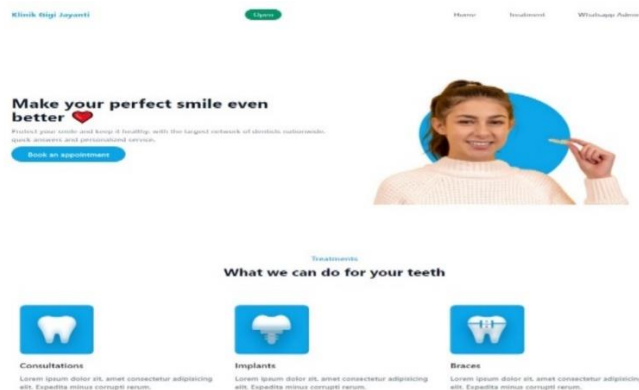 Klinik Gigi Jayanti
Open
Home
Treatment
Whatsapp Admin
Make your perfect smile even
better ❤️
Protect your smile and keep it healthy, with the largest network of dentists nationwide,
quick answers and personalized service.
Book an appointment
Treatments
What we can do for your teeth
Consultations
Lorem ipsum dolor sit, amet consectetur adipisicing
elit. Expedita minus corrupti rerum.
Implants
Lorem ipsum dolor sit, amet consectetur adipisicing
elit. Expedita minus corrupti rerum.
Braces
Lorem ipsum dolor sit, amet consectetur adipisicing
elit. Expedita minus corrupti rerum.